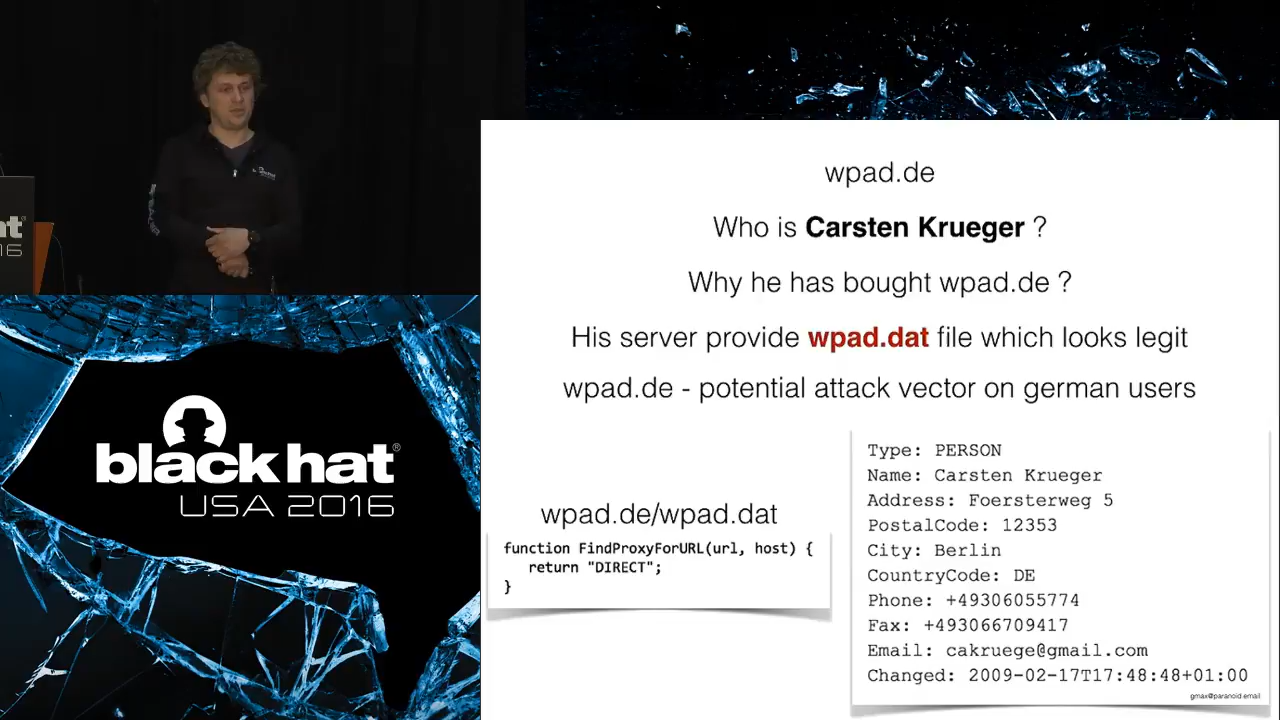 wpad.de
Who is Carsten Krueger ?
Why he has bought wpad.de ?
His server provide wpad.dat file which looks legit
wpad.de - potential attack vector on german users
wpad.de/wpad.dat
function FindProxyForURL(url, host) {
return "DIRECT";
}
Type: PERSON
Name: Carsten Krueger
Address: Foersterweg 5
PostalCode: 12353
City: Berlin
CountryCode: DE
Phone: +49306055774
Fax: +493066709417
Email: cakruege@gmail.com
Changed: 2009-02-17T17:48:48+01:00
gmax@paranoid.email
black hat®
USA 2016